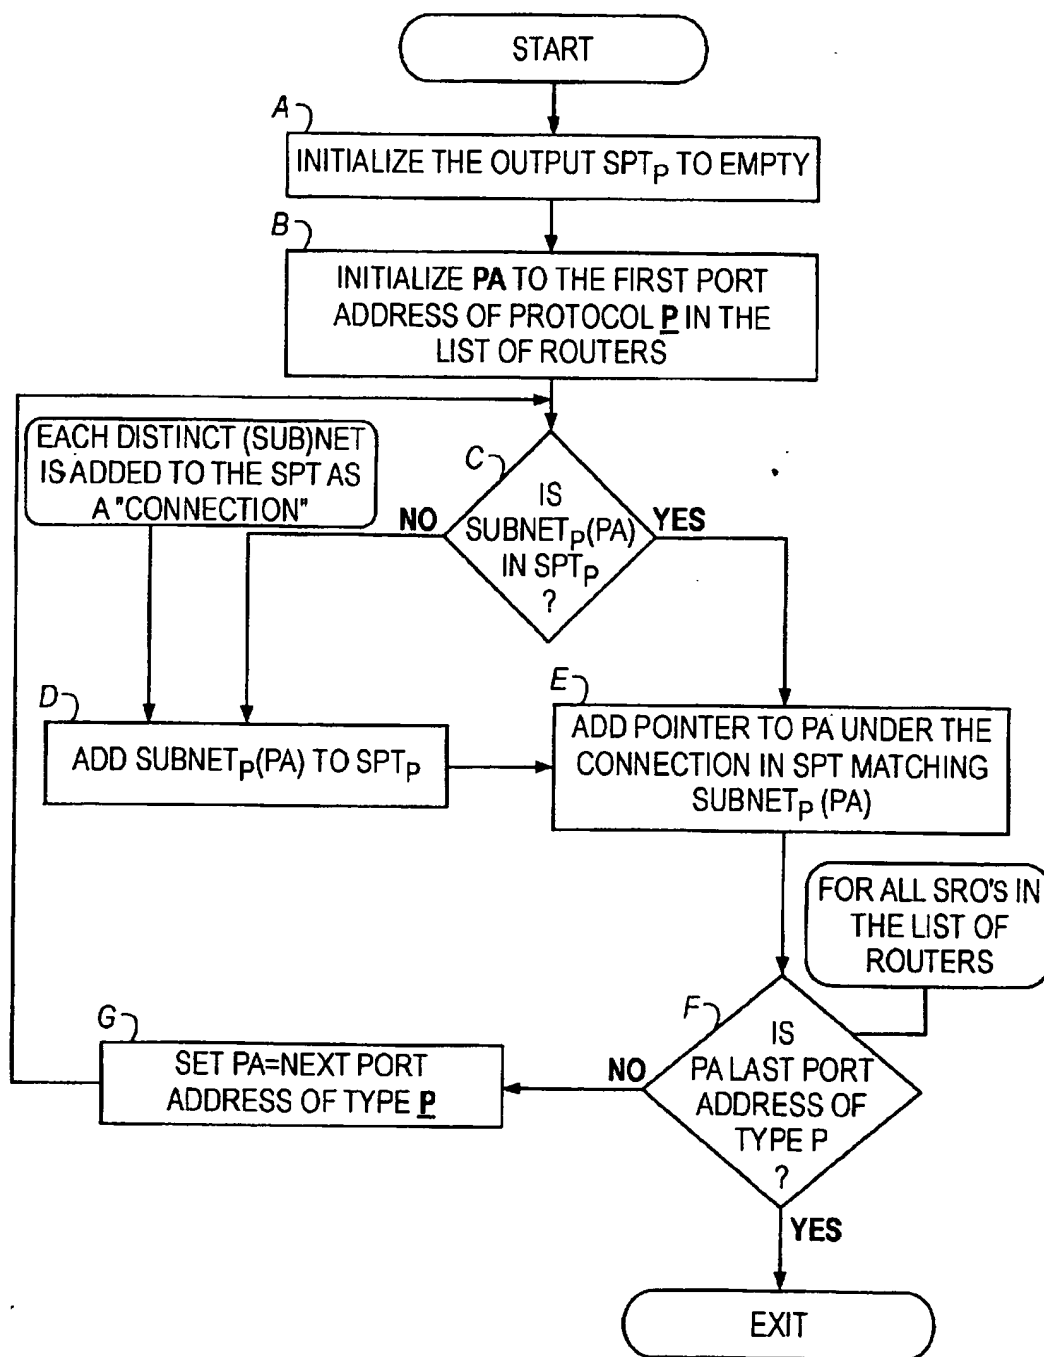 START
A
INITIALIZE THE OUTPUT SPTP TO EMPTY
B
INITIALIZE PA TO THE FIRST PORT
ADDRESS OF PROTOCOL P IN THE
LIST OF ROUTERS
EACH DISTINCT (SUB)NET
IS ADDED TO THE SPT AS
A "CONNECTION"
C
IS
SUBNETP(PA)
IN SPTP
?
NO
YES
D
ADD SUBNETP(PA) TO SPTP
E
ADD POINTER TO PA UNDER THE
CONNECTION IN SPT MATCHING
SUBNETP (PA)
FOR ALL SRO'S IN
THE LIST OF
ROUTERS
F
IS
PA LAST PORT
ADDRESS OF
TYPE P
?
NO
G
SET PA=NEXT PORT
ADDRESS OF TYPE P
YES
EXIT